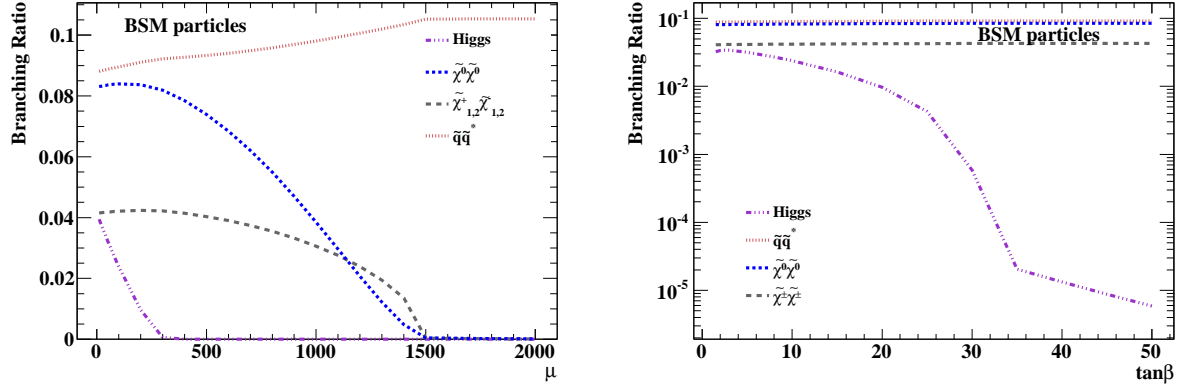 Branching Ratio
0.1
0.08
0.06
0.04
0.02
0
BSM particles
Higgs
χ̃⁰χ̃⁰
χ̃⁺₁,₂χ̃⁻₁,₂
q̃q̃*
0 500 1000 1500 2000
μ
Branching Ratio
10⁻¹
10⁻²
10⁻³
10⁻⁴
10⁻⁵
BSM particles
Higgs
q̃q̃*
χ̃⁰χ̃⁰
χ̃±χ̃±
0 10 20 30 40 50
tanβ